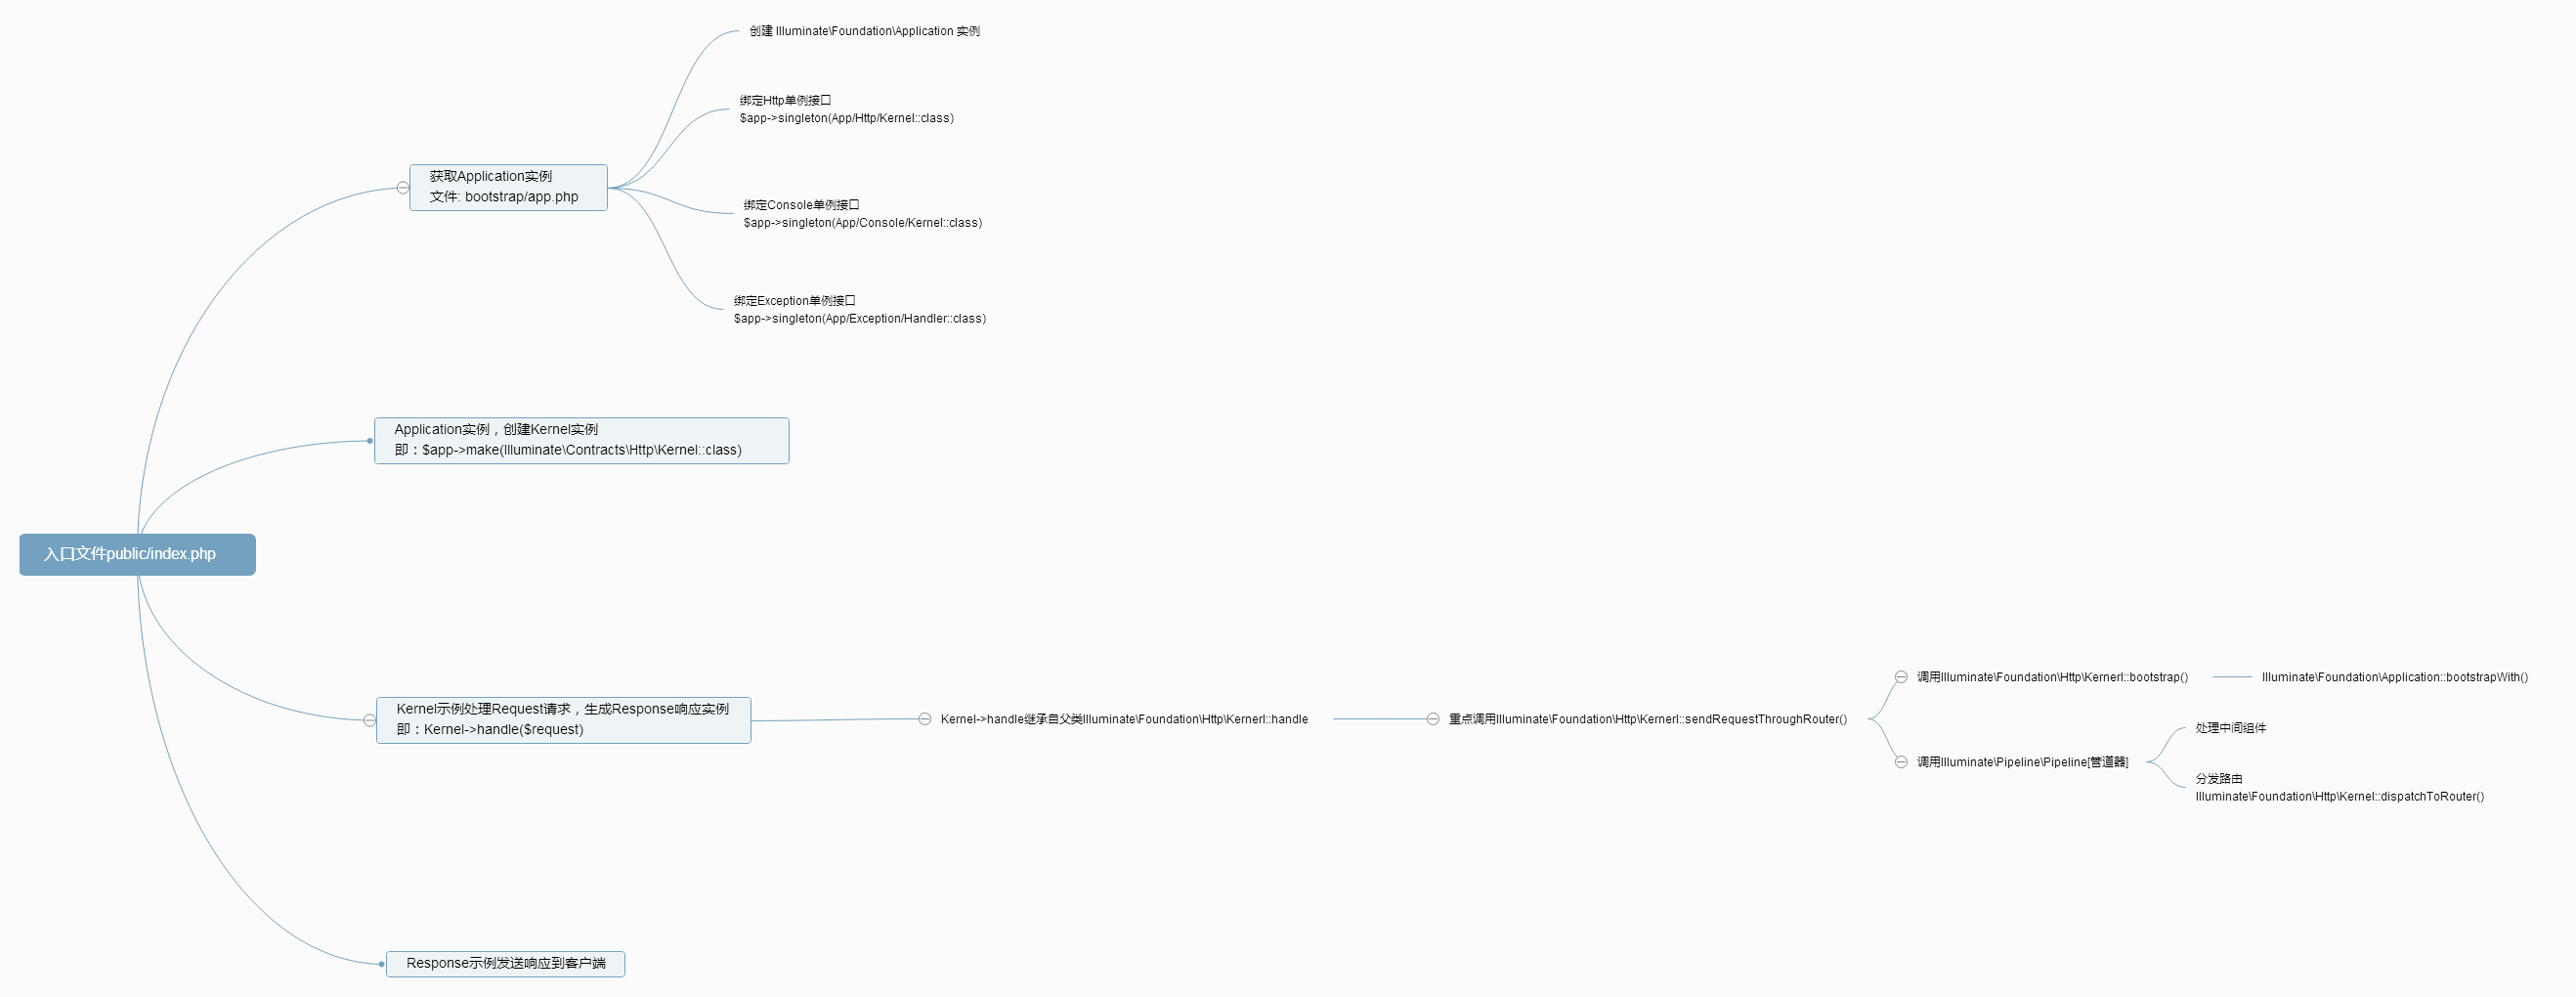 入口文件public/index.php
获取Application实例
文件: bootstrap/app.php
创建 Illuminate\Foundation\Application 实例
绑定Http单例接口
$app->singleton(App/Http/Kernel::class)
绑定Console单例接口
$app->singleton(App/Console/Kernel::class)
绑定Exception单例接口
$app->singleton(App/Exception/Handler::class)
Application实例，创建Kernel实例
即：$app->make(Illuminate\Contracts\Http\Kernel::class)
Kernel示例处理Request请求，生成Response响应实例
即：Kernel->handle($request)
Kernel->handle继承自父类Illuminate\Foundation\Http\Kernerl::handle
重点调用Illuminate\Foundation\Http\Kernerl::sendRequestThroughRouter()
调用Illuminate\Foundation\Http\Kernerl::bootstrap()
Illuminate\Foundation\Application::bootstrapWith()
调用Illuminate\Pipeline\Pipeline[管道器]
处理中间组件
分发路由
Illuminate\Foundation\Http\Kernel::dispatchToRouter()
Response示例发送响应到客户端